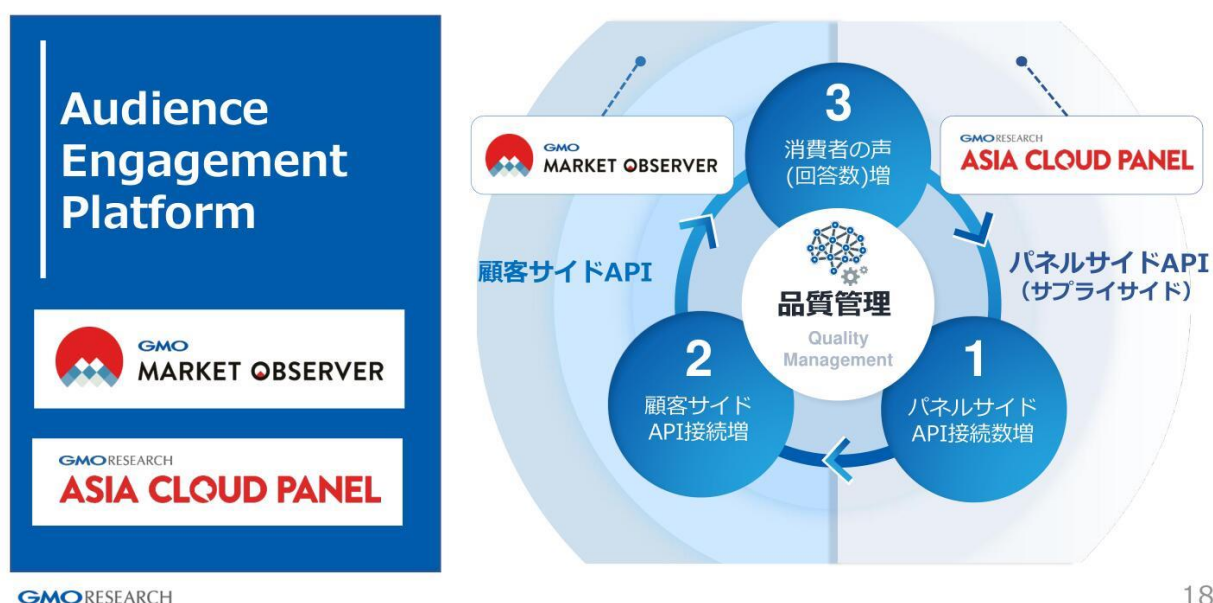 Audience
Engagement
Platform
GMO
MARKET OBSERVER
GMORESEARCH
ASIA CLOUD PANEL
GMO
MARKET OBSERVER
GMORESEARCH
ASIA CLOUD PANEL
3
消費者の声
(回答数)増
顧客サイドAPI
パネルサイドAPI
(サプライサイド)
品質管理
Quality
Management
2
顧客サイド
API接続増
1
パネルサイド
API接続数増
GMORESEARCH
18